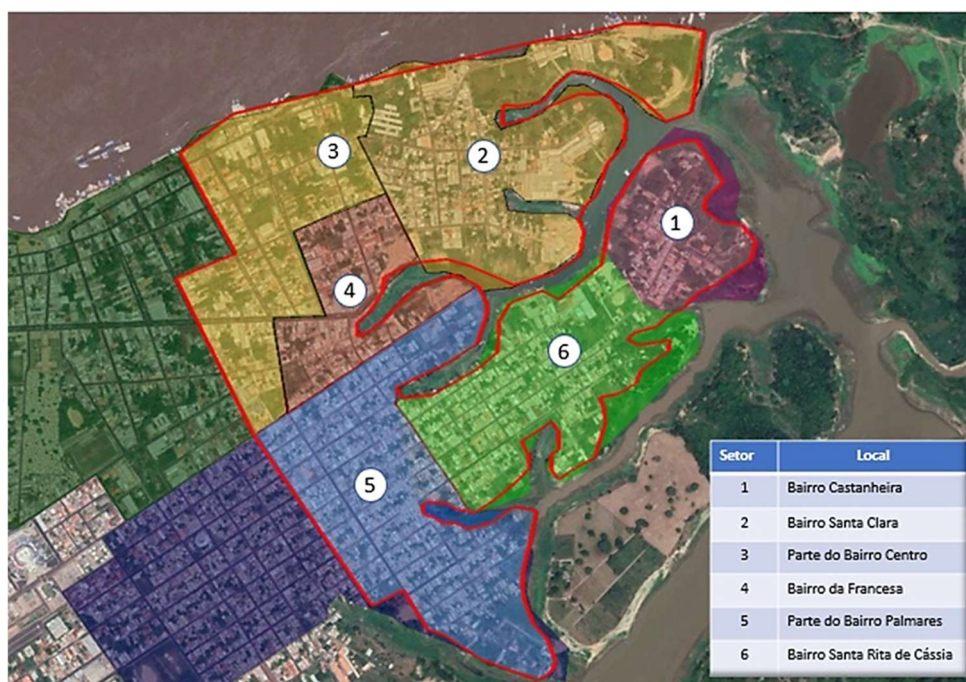 3
2
1
4
6
5
Setor Local
1 Bairro Castanheira
2 Bairro Santa Clara
3 Parte do Bairro Centro
4 Bairro da Francesa
5 Parte do Bairro Palmares
6 Bairro Santa Rita de Cássia